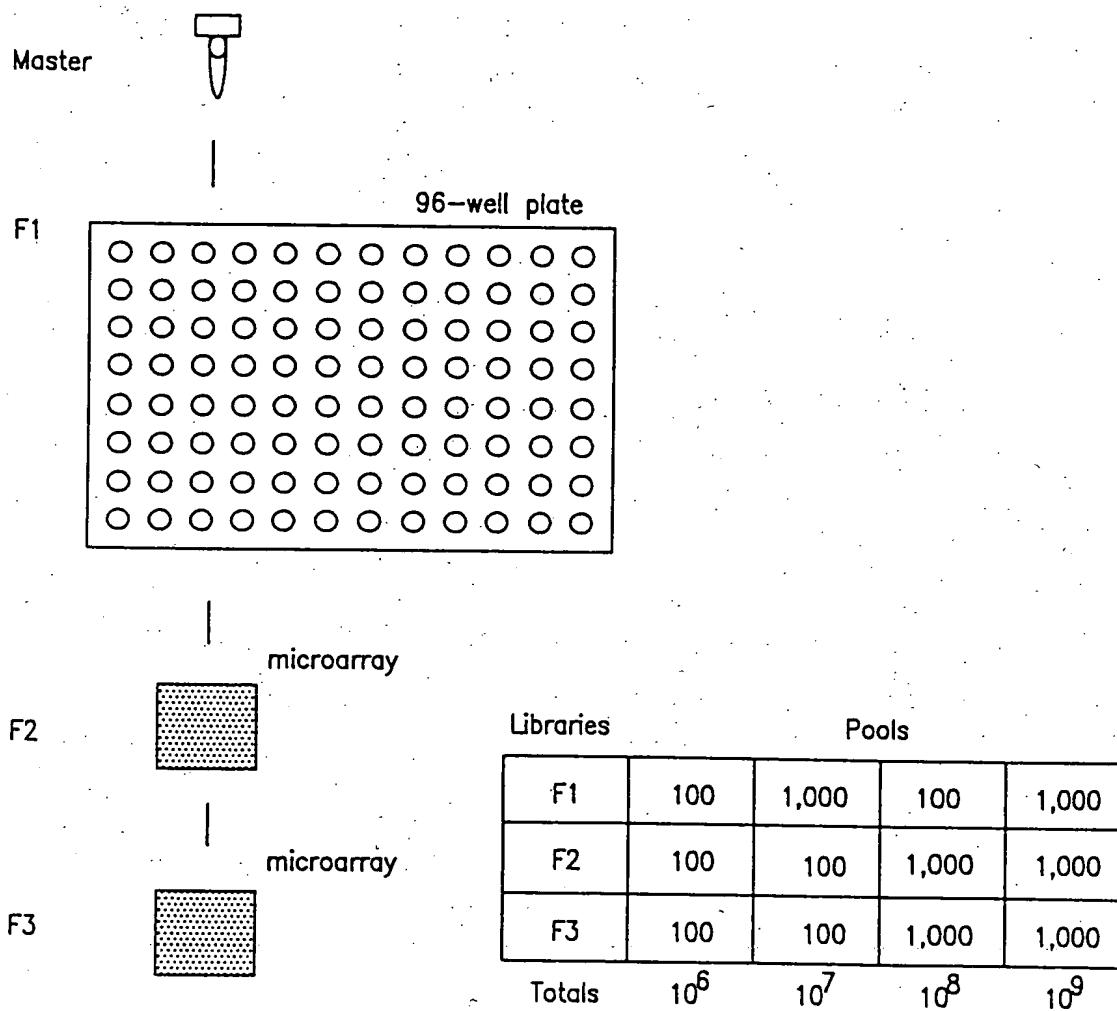 Master
F1
96-well plate
microarray
F2
microarray
F3
Libraries Pools
F1 100 1,000 100 1,000
F2 100 100 1,000 1,000
F3 100 100 1,000 1,000
Totals 10^6 10^7 10^8 10^9